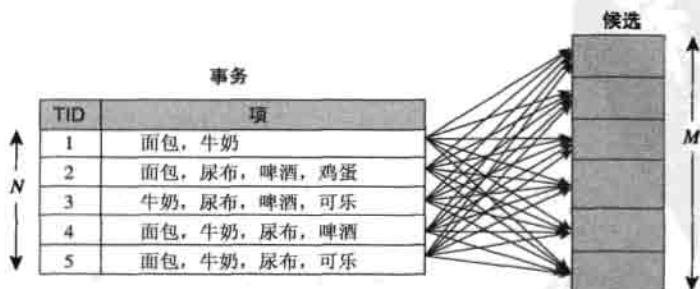 候选
事务
TID 项
1 面包，牛奶
2 面包，尿布，啤酒，鸡蛋
3 牛奶，尿布，啤酒，可乐
4 面包，牛奶，尿布，啤酒
5 面包，牛奶，尿布，可乐
N
M